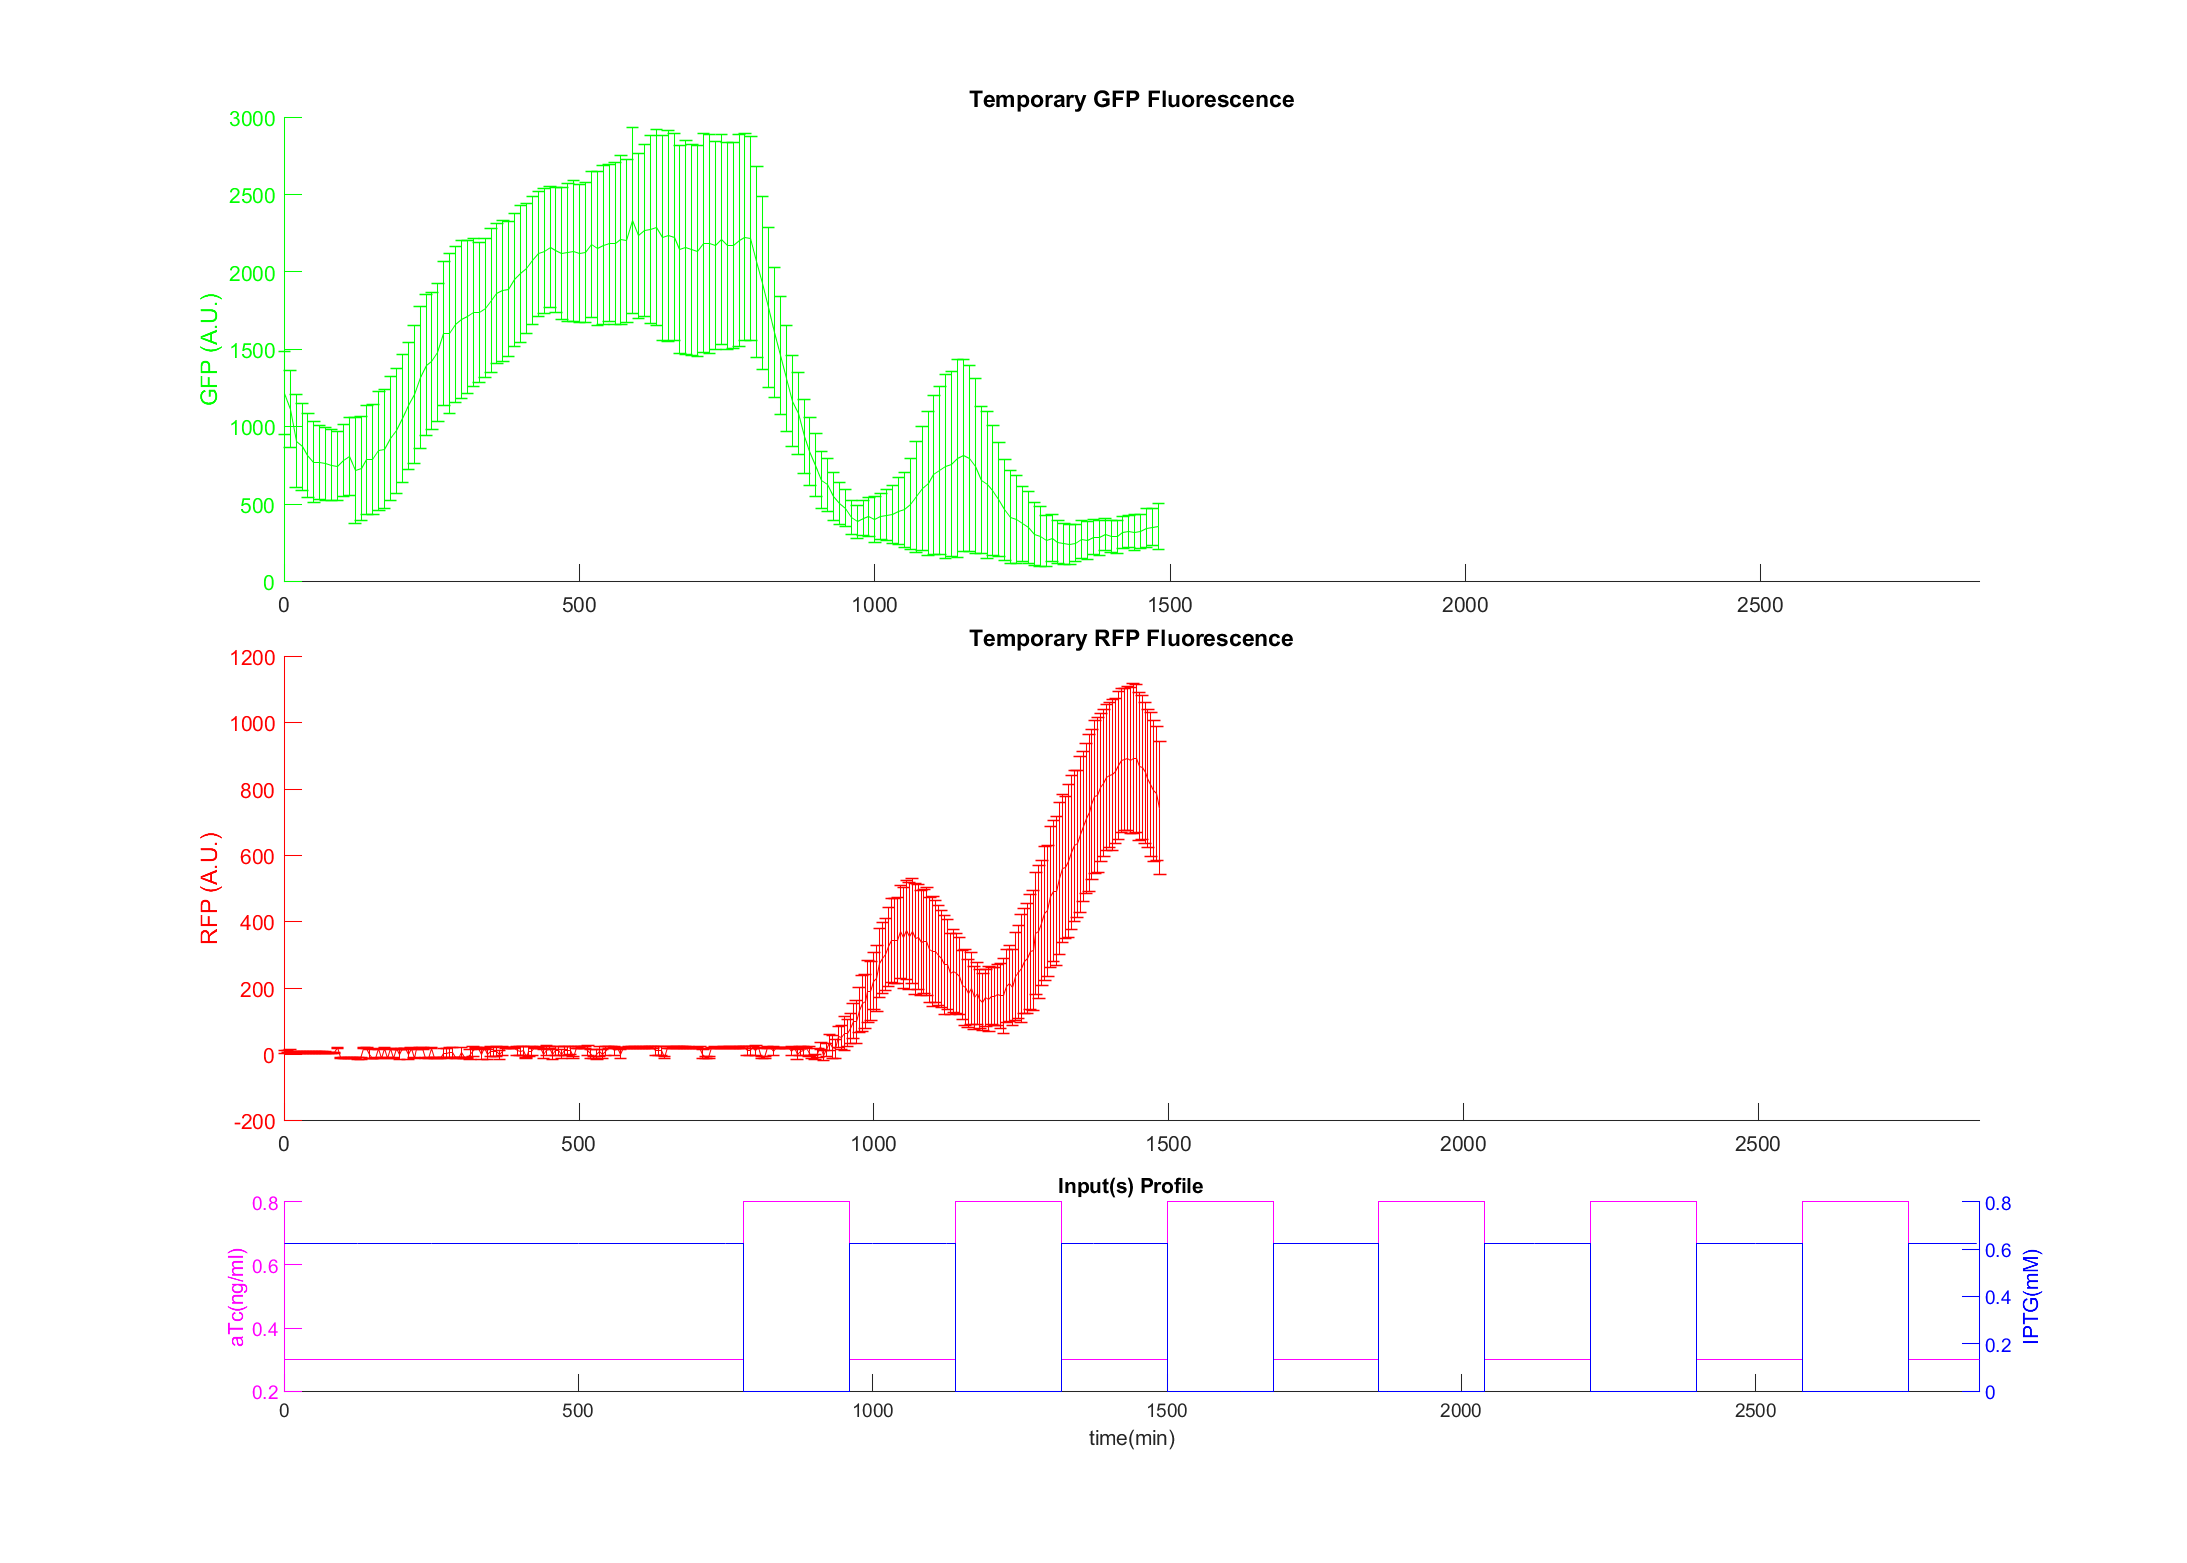 Temporary GFP Fluorescence
GFP (A.U.)
3000
2500
2000
1500
1000
500
0
0 500 1000 1500 2000 2500
Temporary RFP Fluorescence
RFP (A.U.)
1200
1000
800
600
400
200
0
-200
0 500 1000 1500 2000 2500
Input(s) Profile
aTc(ng/ml)
0.8
0.6
0.4
0.2
IPTG(mM)
0.8
0.6
0.4
0.2
0
0 500 1000 1500 2000 2500
time(min)